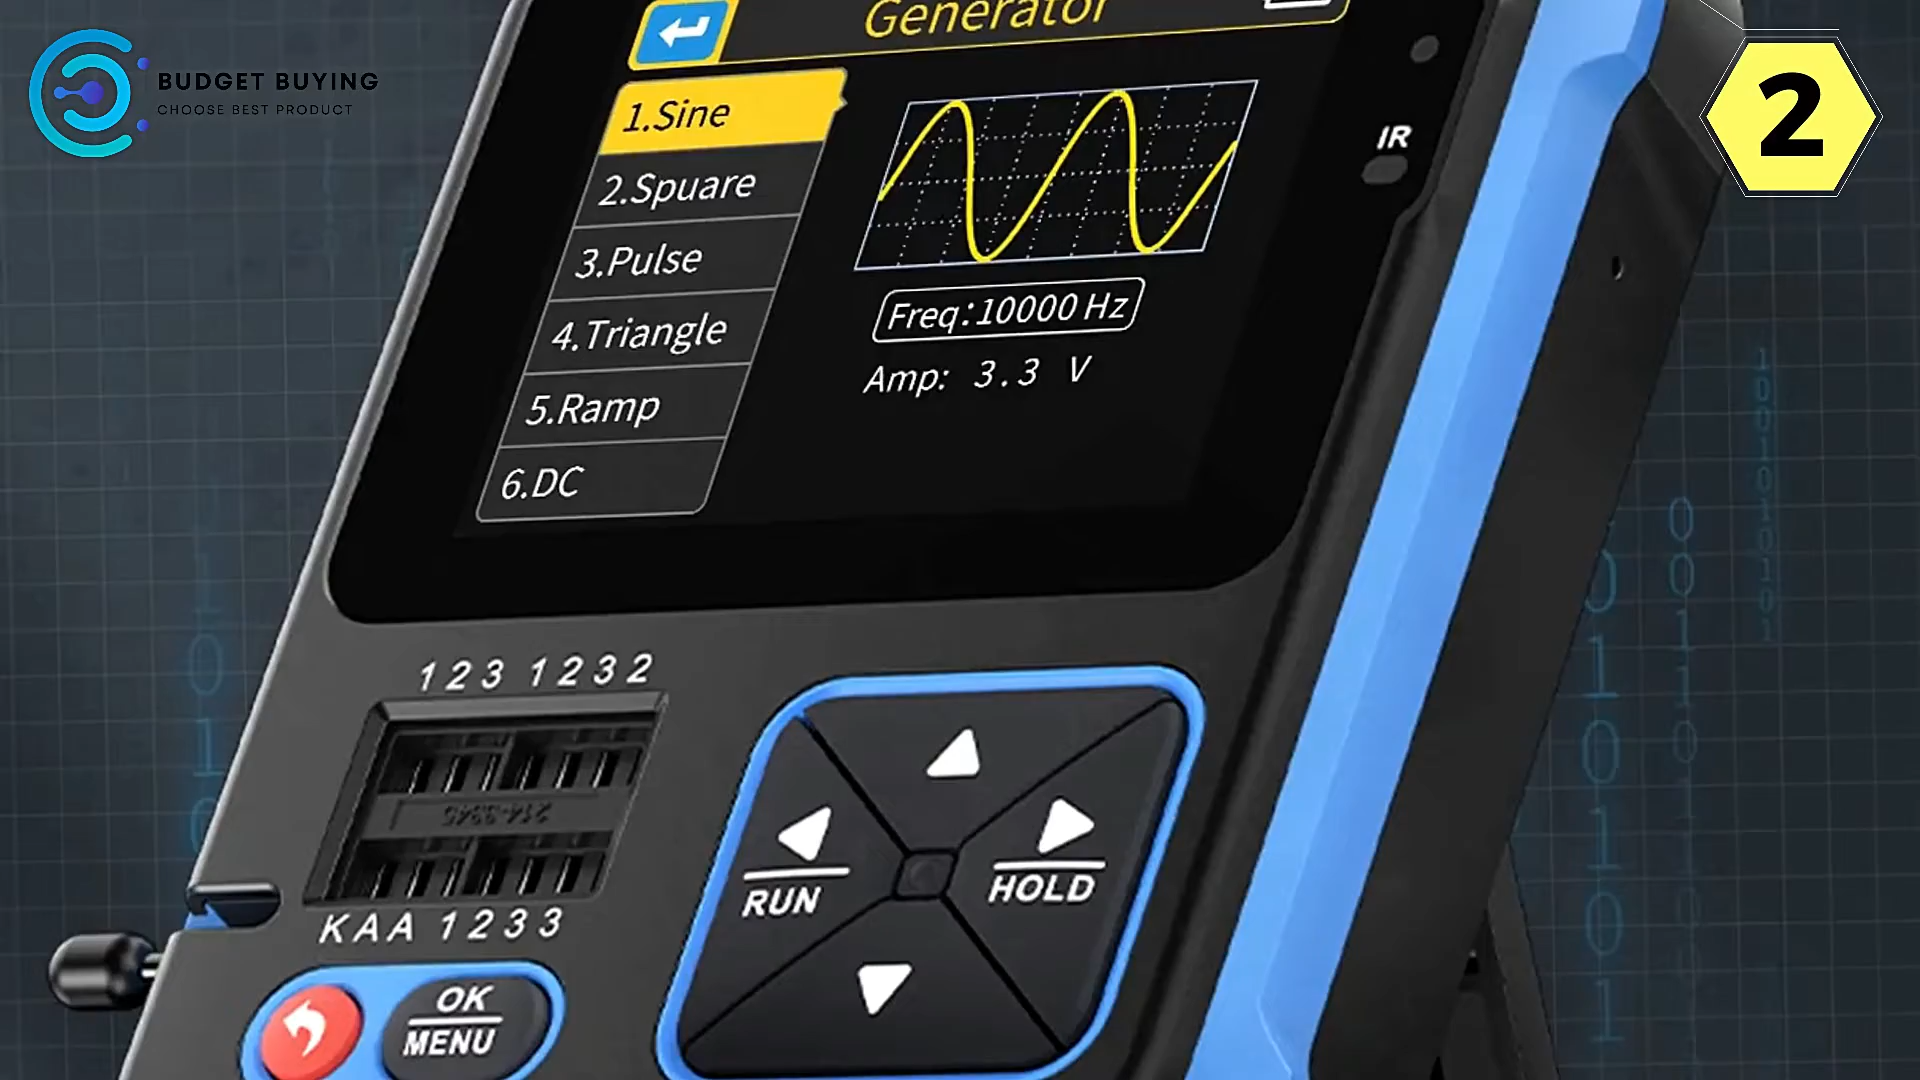 BUDGET BUYING
CHOOSE BEST PRODUCT
2
Generator
1.Sine
2.Spuare
3.Pulse
4.Triangle
5.Ramp
6.DC
Freq:10000 Hz
Amp: 3.3 V
IR
1 2 3 1 2 3 2
K A A 1 2 3 3
RUN
HOLD
OK
MENU